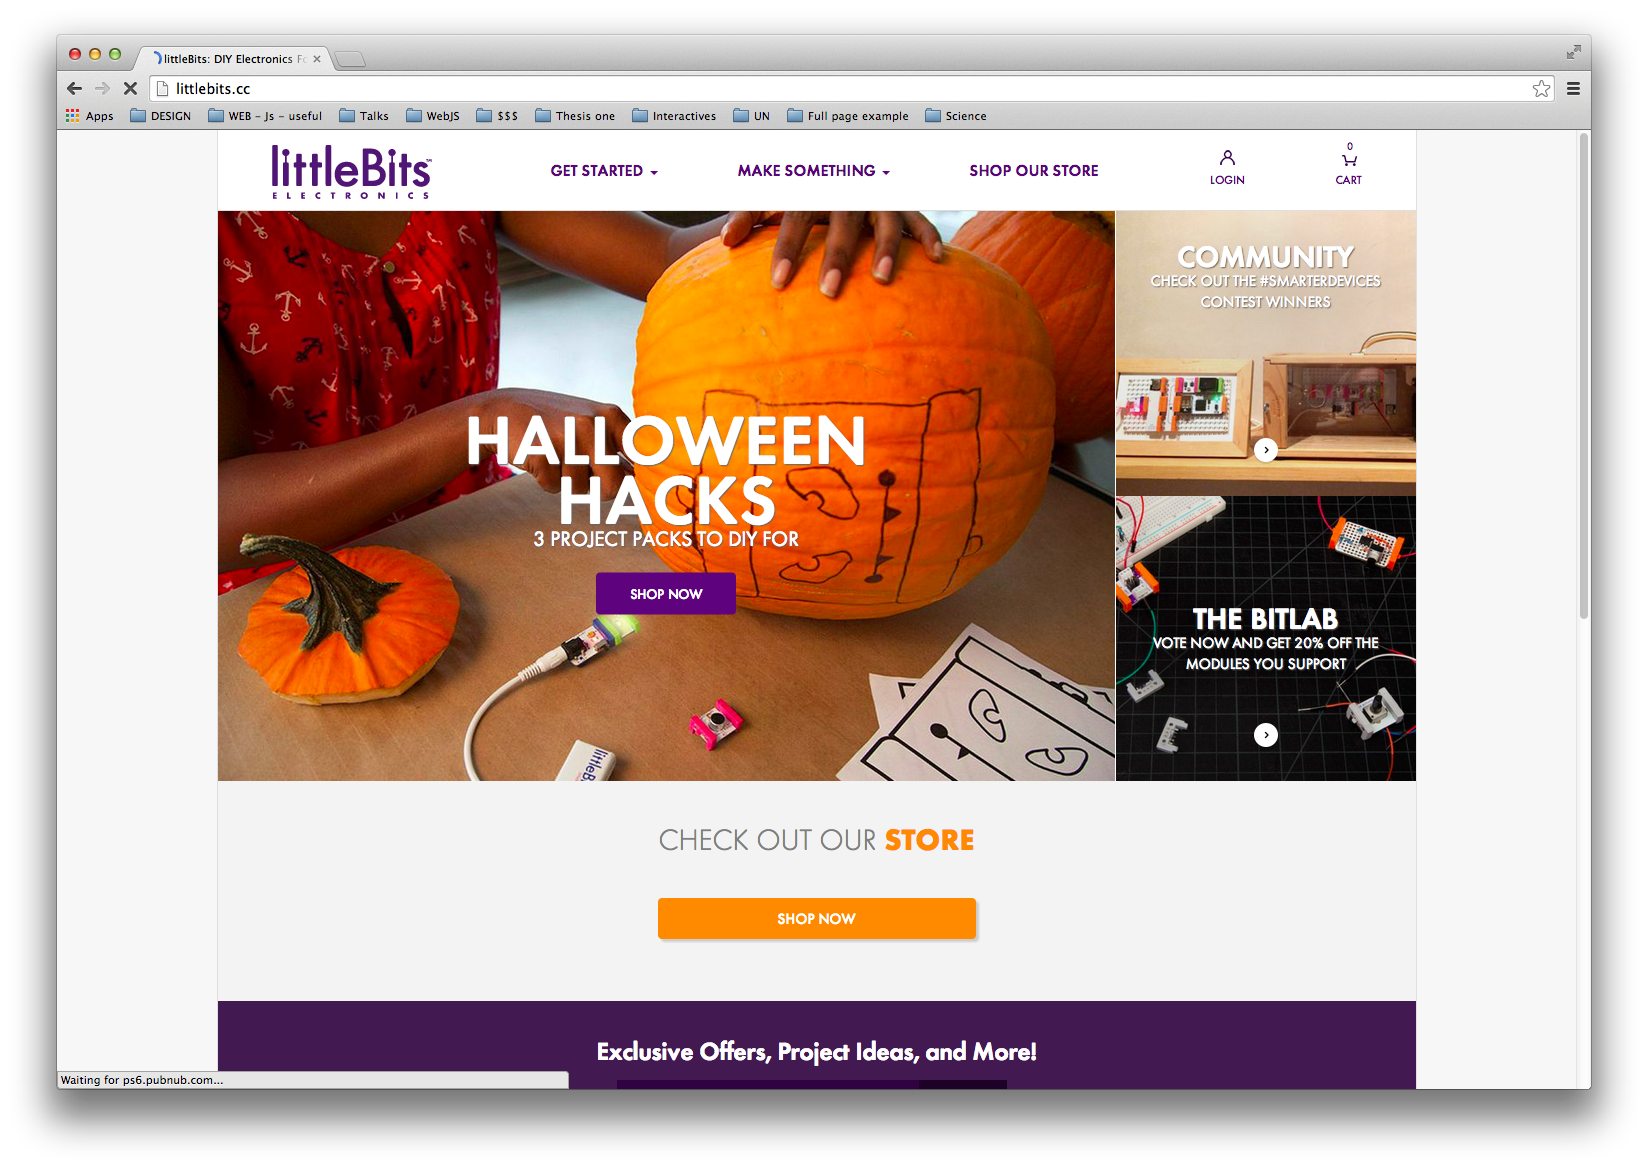 littleBits: DIY Electronics Fo
littlebits.cc
Apps DESIGN WEB – Js – useful Talks WebJS $$$ Thesis one Interactives UN Full page example Science
littleBits™
ELECTRONICS
GET STARTED MAKE SOMETHING SHOP OUR STORE
LOGIN
0
CART
HALLOWEEN
HACKS
3 PROJECT PACKS TO DIY FOR
SHOP NOW
littleBi
COMMUNITY
CHECK OUT THE #SMARTERDEVICES
CONTEST WINNERS
THE BITLAB
VOTE NOW AND GET 20% OFF THE
MODULES YOU SUPPORT
CHECK OUT OUR STORE
SHOP NOW
Exclusive Offers, Project Ideas, and More!
Waiting for ps6.pubnub.com...